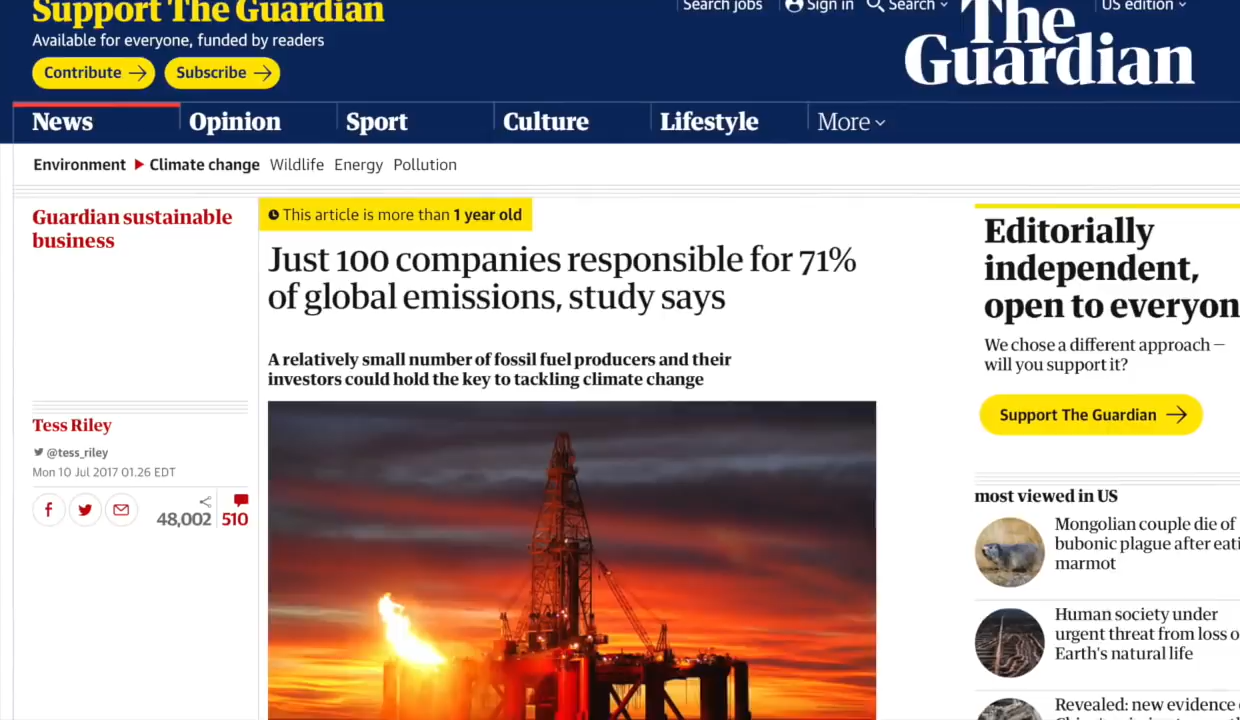 Support The Guardian
Available for everyone, funded by readers
Contribute
Subscribe
Search jobs
Sign in
Search
US edition
The
Guardian
News
Opinion
Sport
Culture
Lifestyle
More
Environment
Climate change
Wildlife
Energy
Pollution
Guardian sustainable
business
This article is more than 1 year old
Just 100 companies responsible for 71%
of global emissions, study says
A relatively small number of fossil fuel producers and their
investors could hold the key to tackling climate change
Tess Riley
@tess_riley
Mon 10 Jul 2017 01.26 EDT
48,002
510
Editorially
independent,
open to everyon
We chose a different approach —
will you support it?
Support The Guardian
most viewed in US
Mongolian couple die of
bubonic plague after eati
marmot
Human society under
urgent threat from loss o
Earth's natural life
Revealed: new evidence